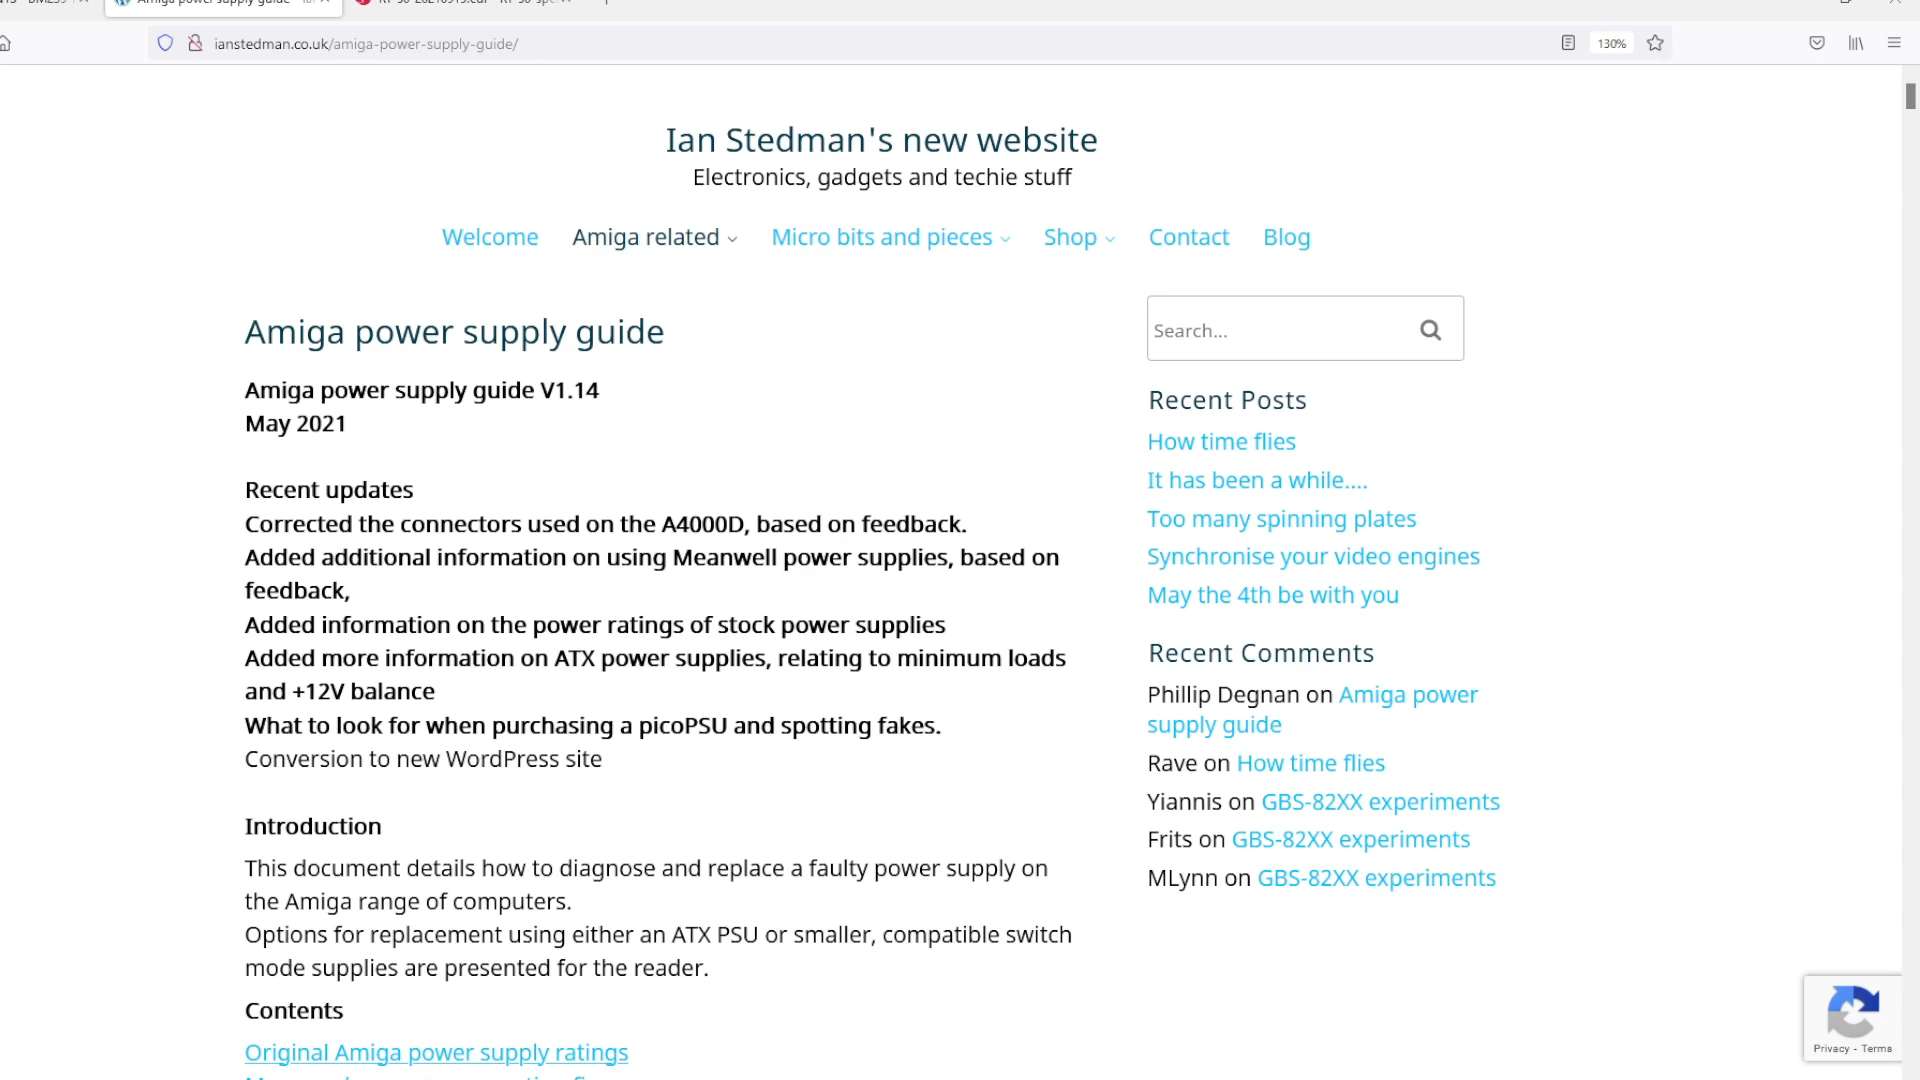 ianstedman.co.uk/amiga-power-supply-guide/
130%
Ian Stedman's new website
Electronics, gadgets and techie stuff
Welcome Amiga related Micro bits and pieces Shop Contact Blog
Amiga power supply guide
Amiga power supply guide V1.14
May 2021
Recent updates
Corrected the connectors used on the A4000D, based on feedback.
Added additional information on using Meanwell power supplies, based on
feedback,
Added information on the power ratings of stock power supplies
Added more information on ATX power supplies, relating to minimum loads
and +12V balance
What to look for when purchasing a picoPSU and spotting fakes.
Conversion to new WordPress site
Introduction
This document details how to diagnose and replace a faulty power supply on
the Amiga range of computers.
Options for replacement using either an ATX PSU or smaller, compatible switch
mode supplies are presented for the reader.
Contents
Original Amiga power supply ratings
Search...
Recent Posts
How time flies
It has been a while....
Too many spinning plates
Synchronise your video engines
May the 4th be with you
Recent Comments
Phillip Degnan on Amiga power
supply guide
Rave on How time flies
Yiannis on GBS-82XX experiments
Frits on GBS-82XX experiments
MLynn on GBS-82XX experiments
Privacy - Terms